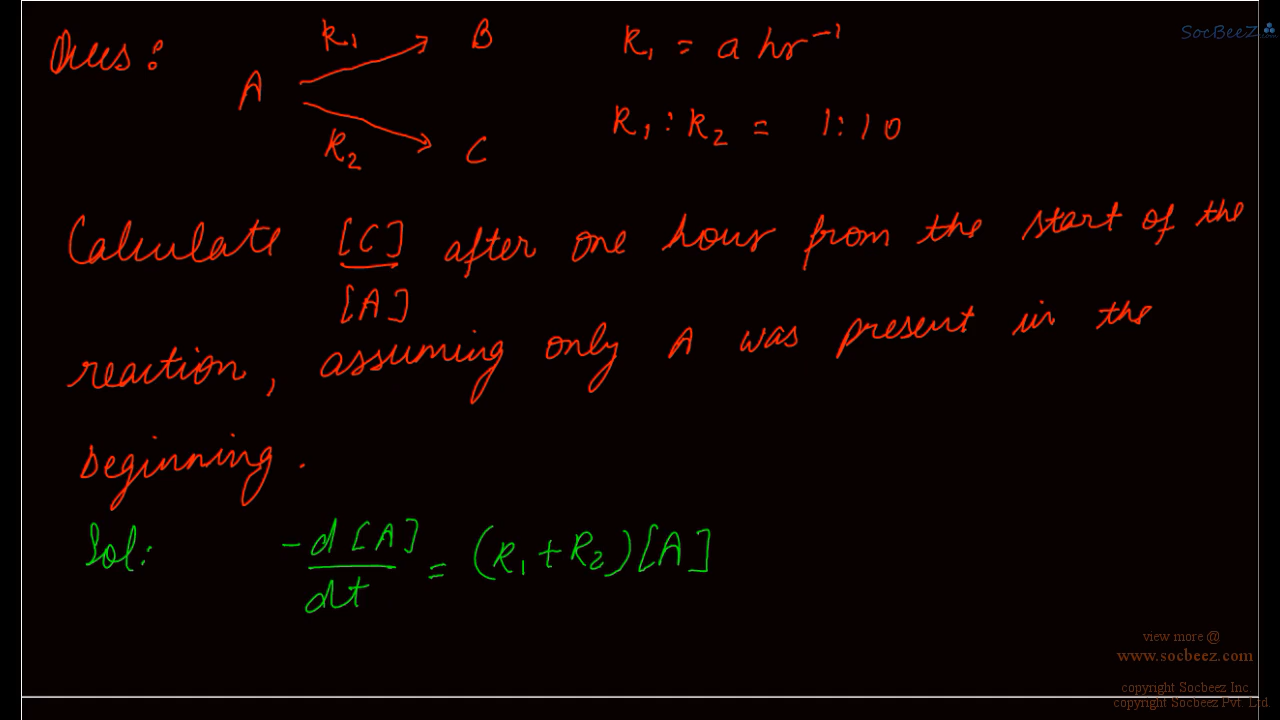 SocBeeZ
Ques:
A
K₁
B
K₂
C
K₁ = a hr⁻¹
K₁ : K₂ = 1:10
Calculate [C]/[A] after one hour from the start of the
reaction, assuming only A was present in the
beginning.
Sol: -d[A]/dt = (K₁+K₂)[A]
view more @
www.socbeez.com
copyright Socbeez Inc.
copyright Socbeez Pvt. Ltd.